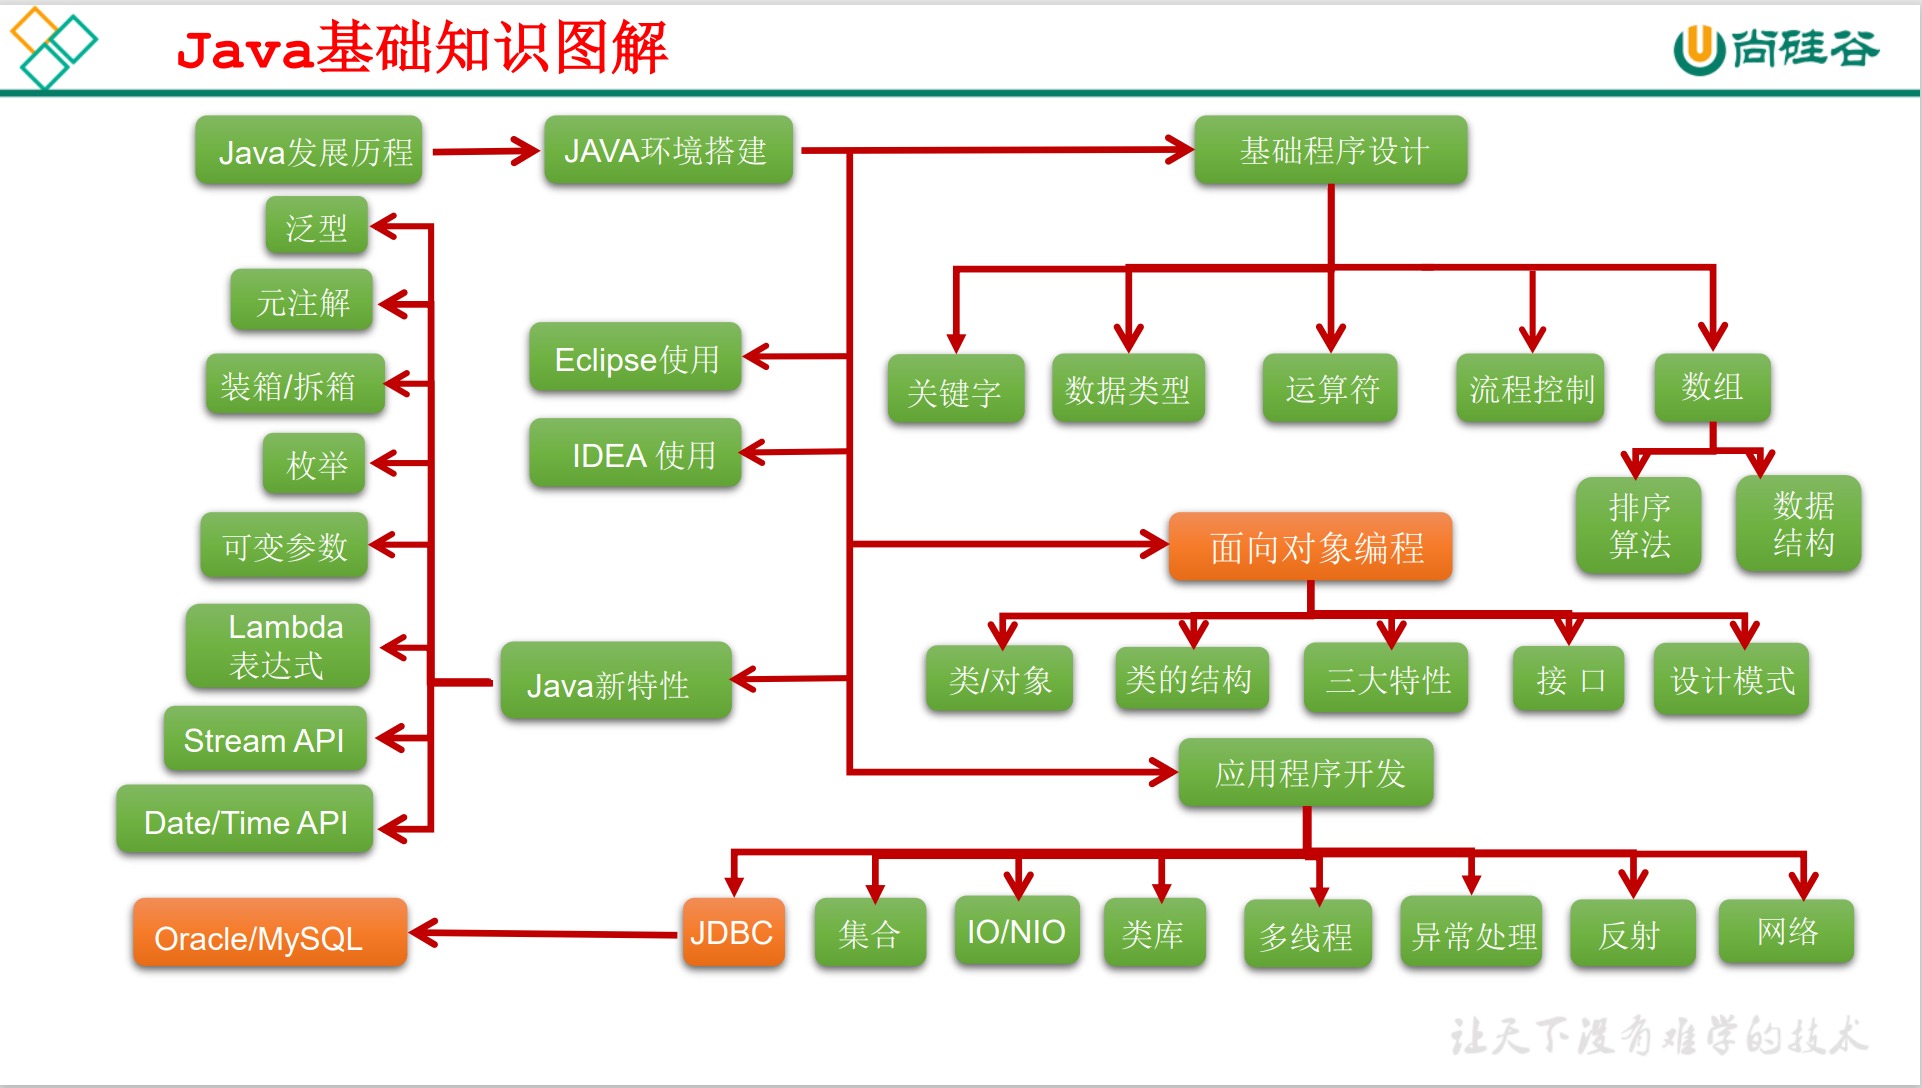 Java基础知识图解
尚硅谷
Java发展历程
JAVA环境搭建
基础程序设计
泛型
元注解
装箱/拆箱
枚举
可变参数
Lambda
表达式
Stream API
Date/Time API
Eclipse使用
IDEA 使用
Java新特性
关键字
数据类型
运算符
流程控制
数组
排序
算法
数据
结构
面向对象编程
类/对象
类的结构
三大特性
接 口
设计模式
应用程序开发
Oracle/MySQL
JDBC
集合
IO/NIO
类库
多线程
异常处理
反射
网络
让天下没有难学的技术